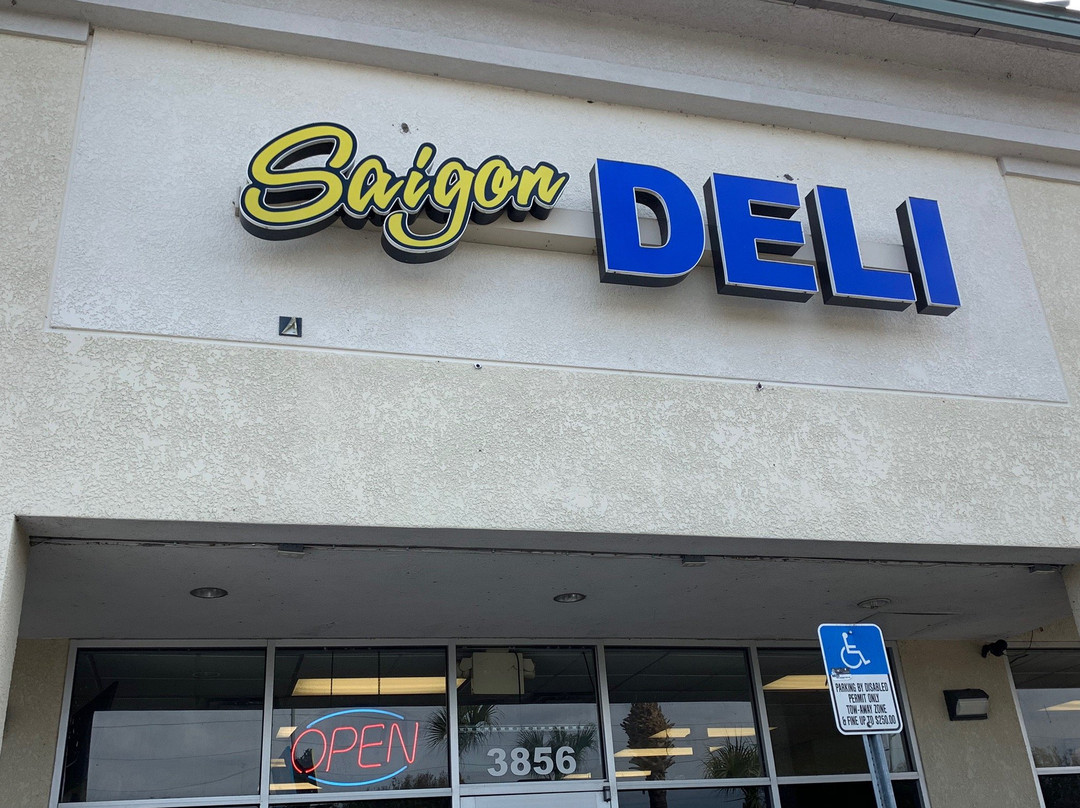 Saigon DELI
OPEN
3856
PARKING BY DISABLED
PERMIT ONLY
TOW-AWAY ZONE
& FINE UP TO $250.00